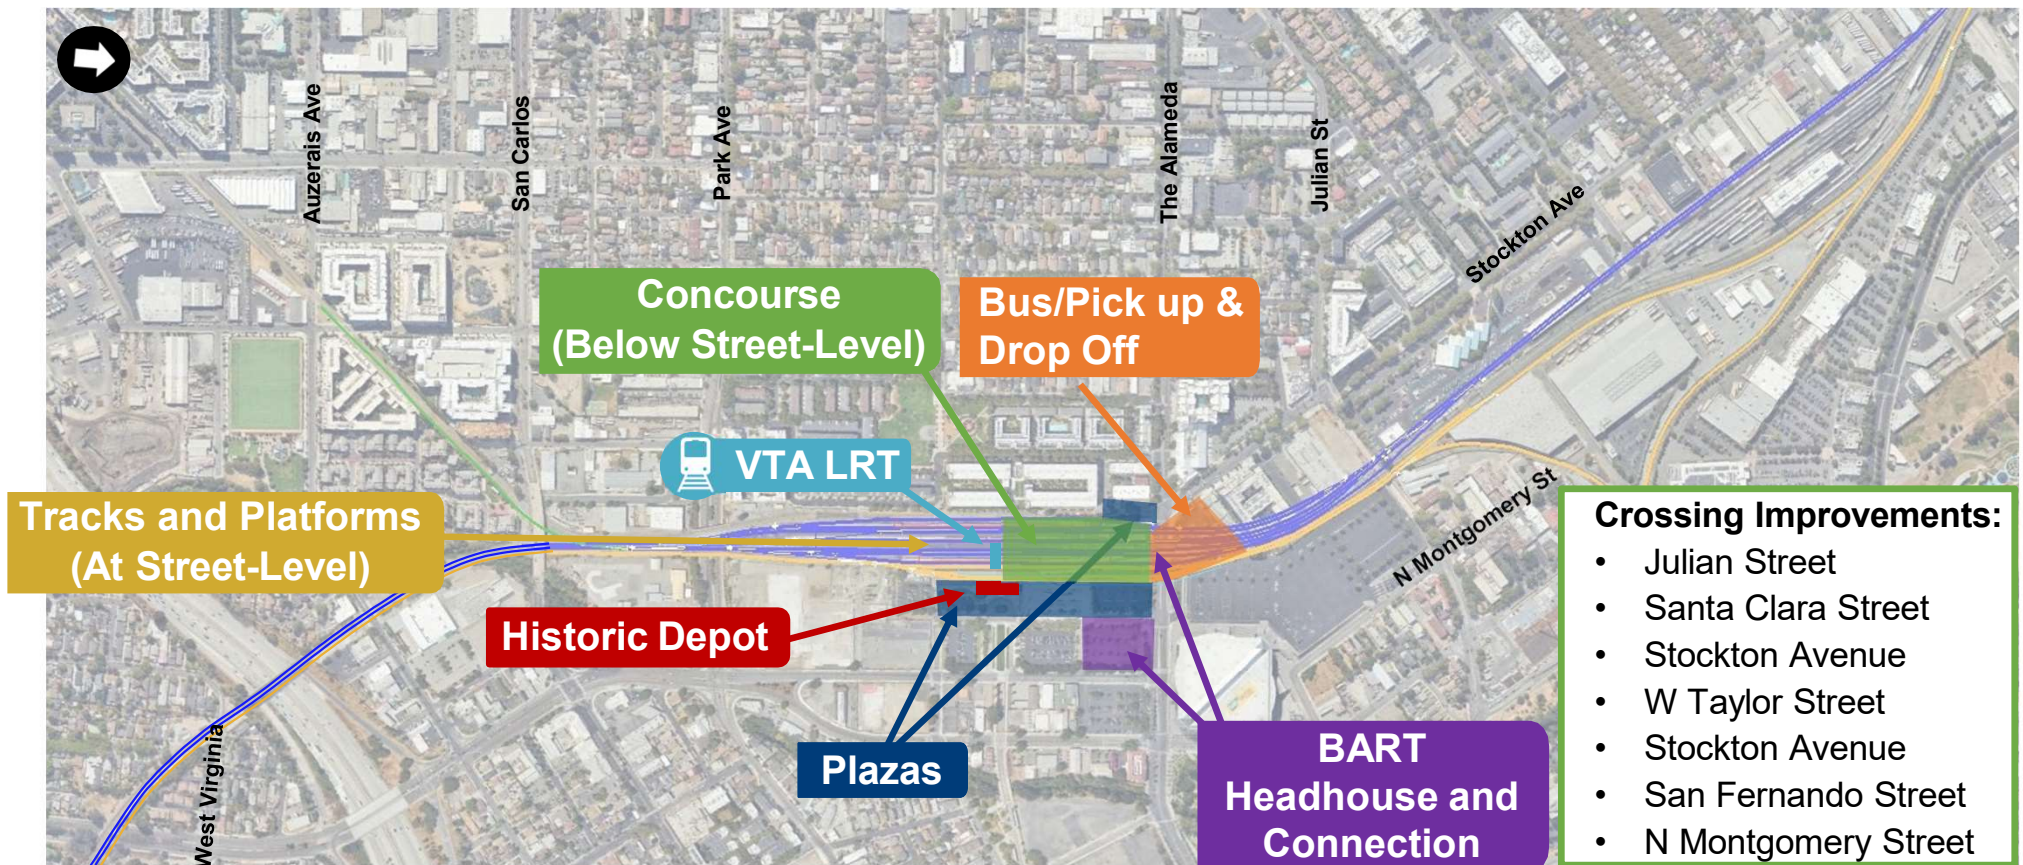 Auzerais Ave
San Carlos
Park Ave
The Alameda
Julian St
Stockton Ave
Concourse
(Below Street-Level)
Bus/Pick up &
Drop Off
VTA LRT
Tracks and Platforms
(At Street-Level)
N Montgomery St
Historic Depot
Plazas
West Virginia
BART
Headhouse and
Connection
Crossing Improvements:
• Julian Street
• Santa Clara Street
• Stockton Avenue
• W Taylor Street
• Stockton Avenue
• San Fernando Street
• N Montgomery Street